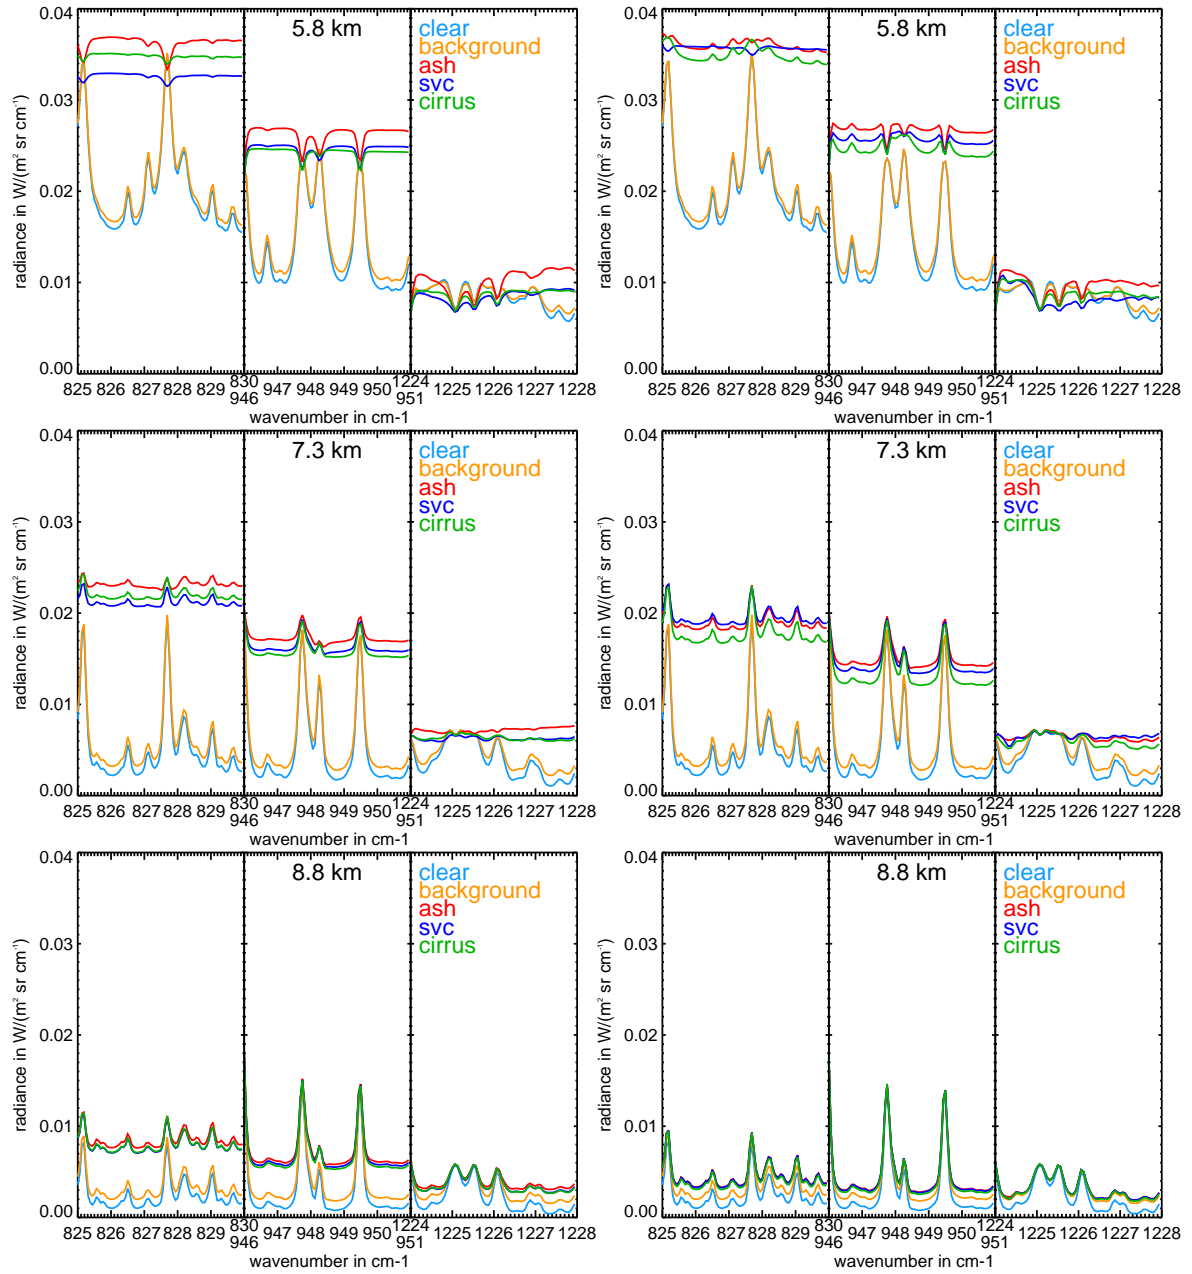 5.8 km
clear
background
ash
svc
cirrus
0.04
0.03
0.02
0.01
0.00
radiance in W/(m² sr cm⁻¹)
825 826 827 828 829 830
946 947 948 949 950 951
1224 1225 1226 1227 1228
wavenumber in cm-1
5.8 km
clear
background
ash
svc
cirrus
0.04
0.03
0.02
0.01
0.00
radiance in W/(m² sr cm⁻¹)
825 826 827 828 829 830
946 947 948 949 950 951
1224 1225 1226 1227 1228
wavenumber in cm-1
7.3 km
clear
background
ash
svc
cirrus
0.04
0.03
0.02
0.01
0.00
radiance in W/(m² sr cm⁻¹)
825 826 827 828 829 830
946 947 948 949 950 951
1224 1225 1226 1227 1228
wavenumber in cm-1
7.3 km
clear
background
ash
svc
cirrus
0.04
0.03
0.02
0.01
0.00
radiance in W/(m² sr cm⁻¹)
825 826 827 828 829 830
946 947 948 949 950 951
1224 1225 1226 1227 1228
wavenumber in cm-1
8.8 km
clear
background
ash
svc
cirrus
0.04
0.03
0.02
0.01
0.00
radiance in W/(m² sr cm⁻¹)
825 826 827 828 829 830
946 947 948 949 950 951
1224 1225 1226 1227 1228
wavenumber in cm-1
8.8 km
clear
background
ash
svc
cirrus
0.04
0.03
0.02
0.01
0.00
radiance in W/(m² sr cm⁻¹)
825 826 827 828 829 830
946 947 948 949 950 951
1224 1225 1226 1227 1228
wavenumber in cm-1